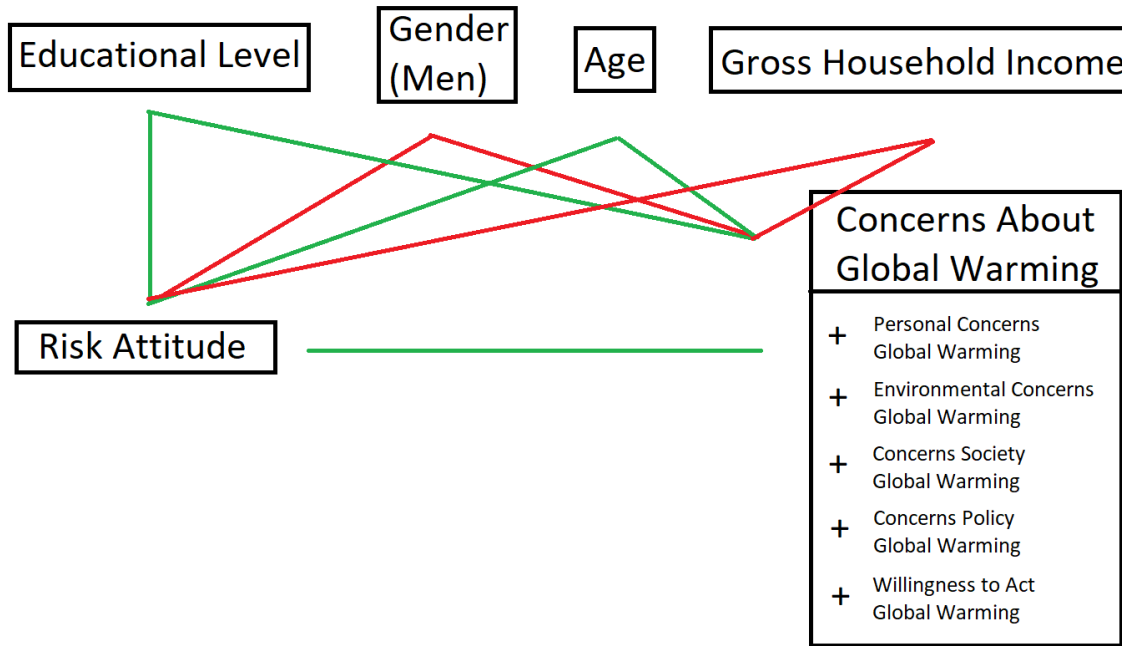 Educational Level
Gender
(Men)
Age
Gross Household Income
Concerns About
Global Warming
Risk Attitude
+ Personal Concerns
Global Warming
+ Environmental Concerns
Global Warming
+ Concerns Society
Global Warming
+ Concerns Policy
Global Warming
+ Willingness to Act
Global Warming